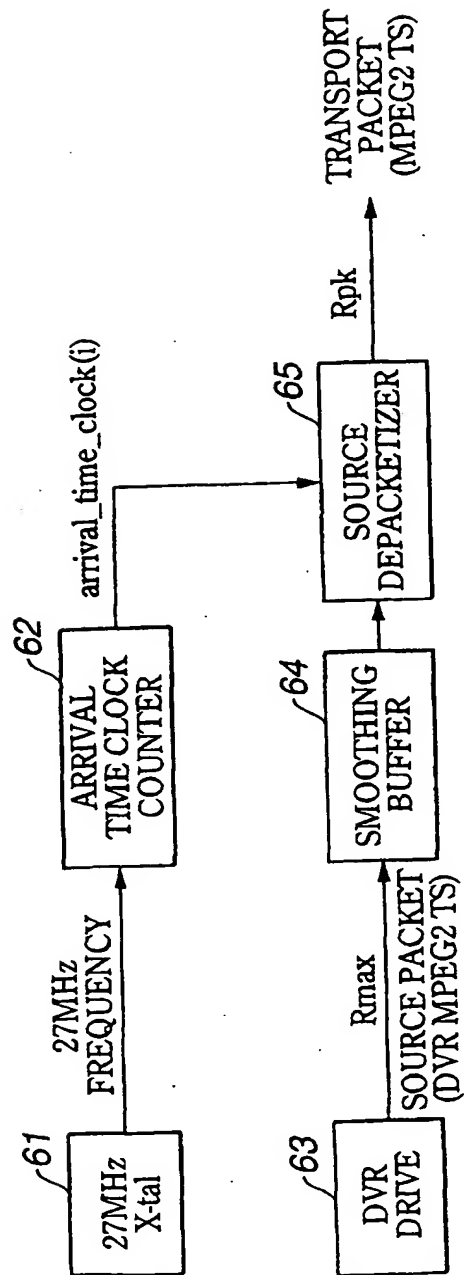 61
27MHz
X-tal
27MHz
FREQUENCY
62
ARRIVAL
TIME CLOCK
COUNTER
arrival_time_clock(i)
63
DVR
DRIVE
Rmax
SOURCE PACKET
(DVR MPEG2 TS)
64
SMOOTHING
BUFFER
65
SOURCE
DEPACKETIZER
Rpk
TRANSPORT
PACKET
(MPEG2 TS)